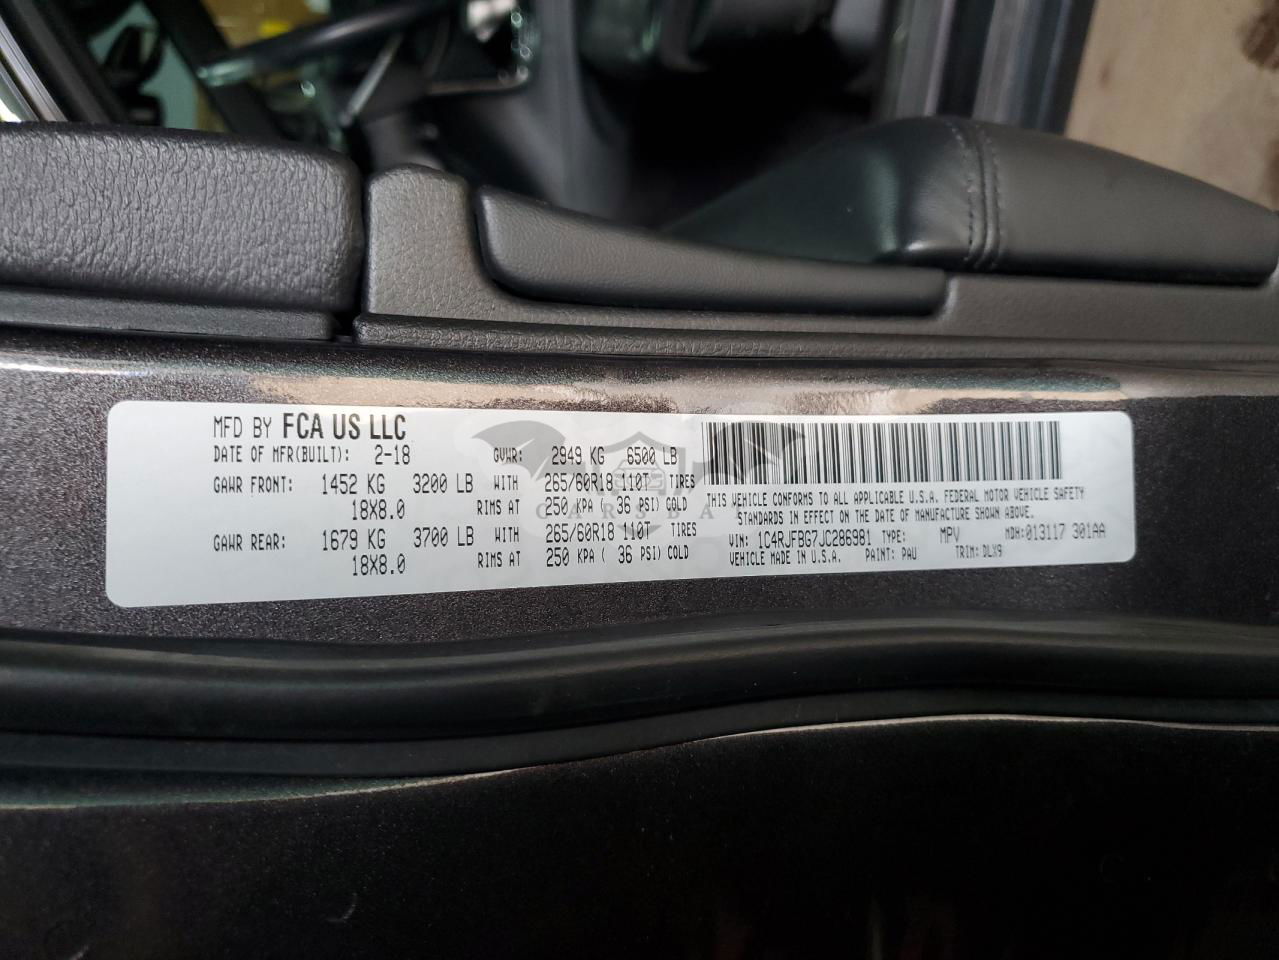 MFD BY FCA US LLC
DATE OF MFR(BUILT): 2-18 GVWR: 2949 KG 6500 LB
GAWR FRONT: 1452 KG 3200 LB WITH 265/60R18 110T TIRES
18X8.0 RIMS AT 250 KPA ( 36 PSI) COLD
GAWR REAR: 1679 KG 3700 LB WITH 265/60R18 110T TIRES
18X8.0 RIMS AT 250 KPA ( 36 PSI) COLD
THIS VEHICLE CONFORMS TO ALL APPLICABLE U.S.A. FEDERAL MOTOR VEHICLE SAFETY
STANDARDS IN EFFECT ON THE DATE OF MANUFACTURE SHOWN ABOVE.
VIN: 1C4RJFBG7JC286981 TYPE: MPV MDH:013117 301AA
VEHICLE MADE IN U.S.A. PAINT: PAU TRIM: DLX9